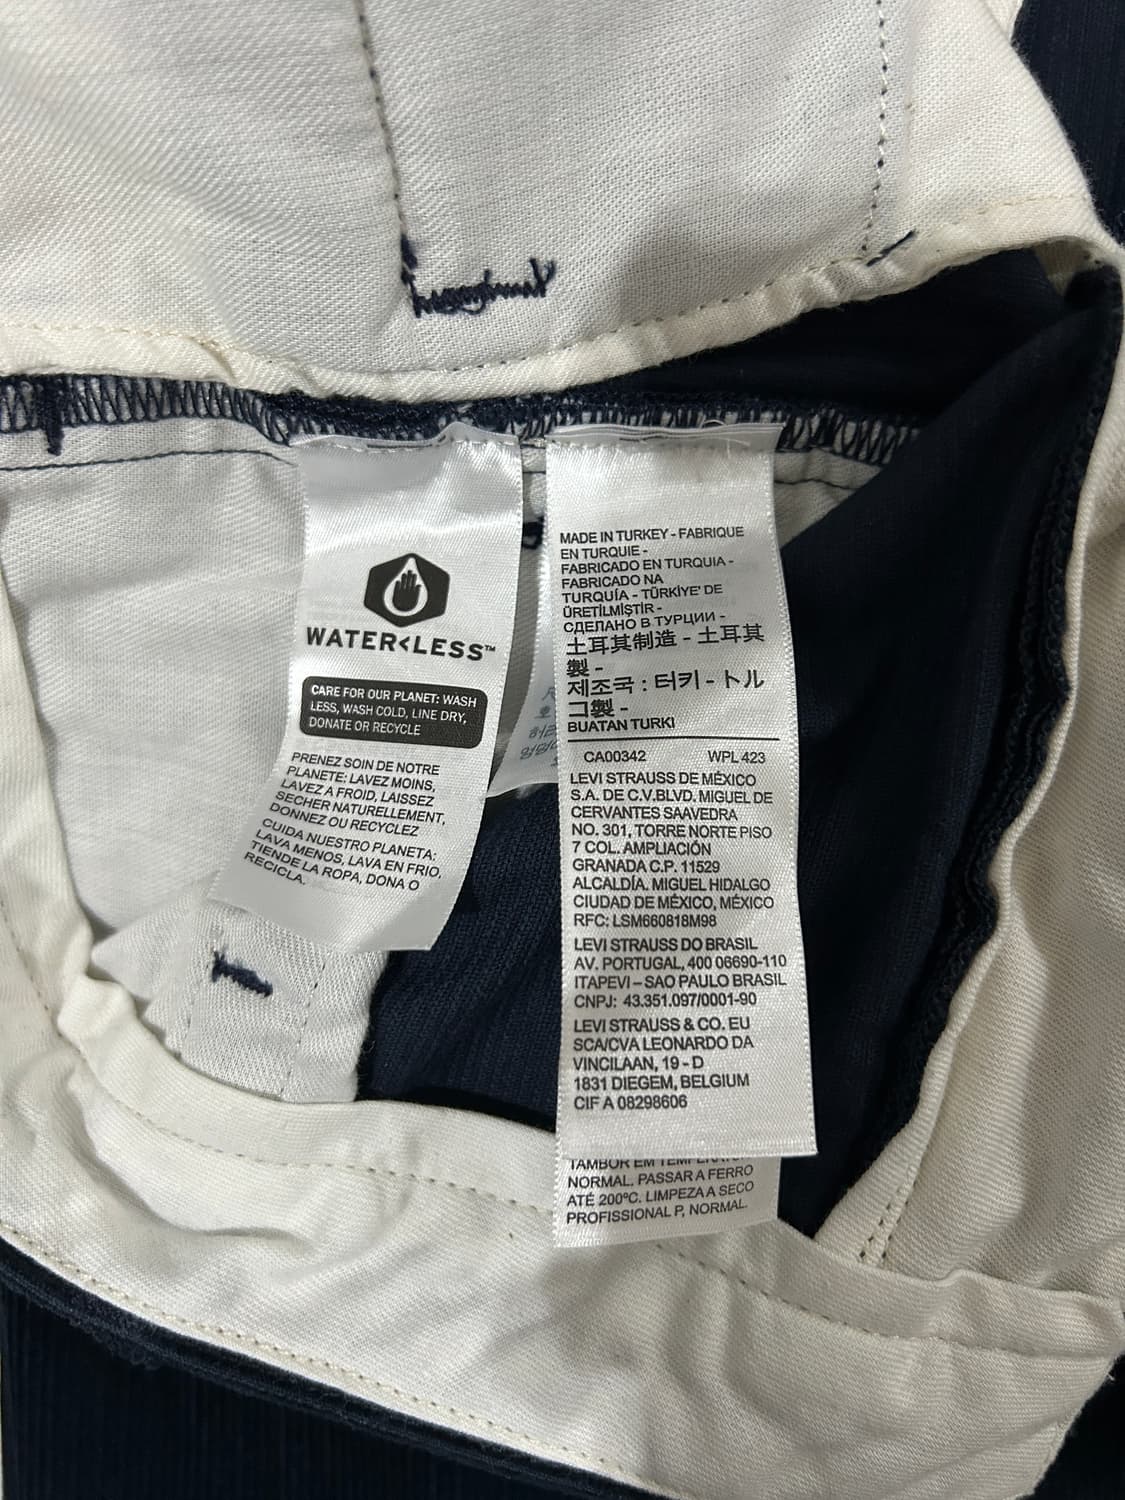 WATER<LESS™
CARE FOR OUR PLANET: WASH
LESS, WASH COLD, LINE DRY,
DONATE OR RECYCLE
PRENEZ SOIN DE NOTRE
PLANETE: LAVEZ MOINS,
LAVEZ A FROID, LAISSEZ
SECHER NATURELLEMENT,
DONNEZ OU RECYCLEZ
CUIDA NUESTRO PLANETA:
LAVA MENOS, LAVA EN FRIO,
TIENDE LA ROPA, DONA O
RECICLA.
MADE IN TURKEY - FABRIQUE
EN TURQUIE -
FABRICADO EN TURQUIA -
FABRICADO NA
TURQUÍA - TÜRKİYE' DE
ÜRETİLMİŞTİR -
СДЕЛАНО В ТУРЦИИ -
土耳其制造 - 土耳其
製 -
제조국 : 터키 - トル
コ製 -
BUATAN TURKI
CA00342 WPL 423
LEVI STRAUSS DE MÉXICO
S.A. DE C.V.BLVD. MIGUEL DE
CERVANTES SAAVEDRA
NO. 301, TORRE NORTE PISO
7 COL. AMPLIACIÓN
GRANADA C.P. 11529
ALCALDÍA. MIGUEL HIDALGO
CIUDAD DE MÉXICO, MÉXICO
RFC: LSM660818M98
LEVI STRAUSS DO BRASIL
AV. PORTUGAL, 400 06690-110
ITAPEVI – SAO PAULO BRASIL
CNPJ: 43.351.097/0001-90
LEVI STRAUSS & CO. EU
SCA/CVA LEONARDO DA
VINCILAAN, 19 - D
1831 DIEGEM, BELGIUM
CIF A 08298606
TAMBOR EM
NORMAL. PASSAR A FERRO
ATÉ 200ºC. LIMPEZA A SECO
PROFISSIONAL P, NORMAL.